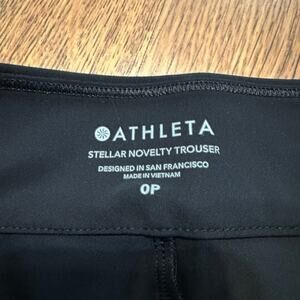 ATHLETA
STELLAR NOVELTY TROUSER
DESIGNED IN SAN FRANCISCO
MADE IN VIETNAM
0P